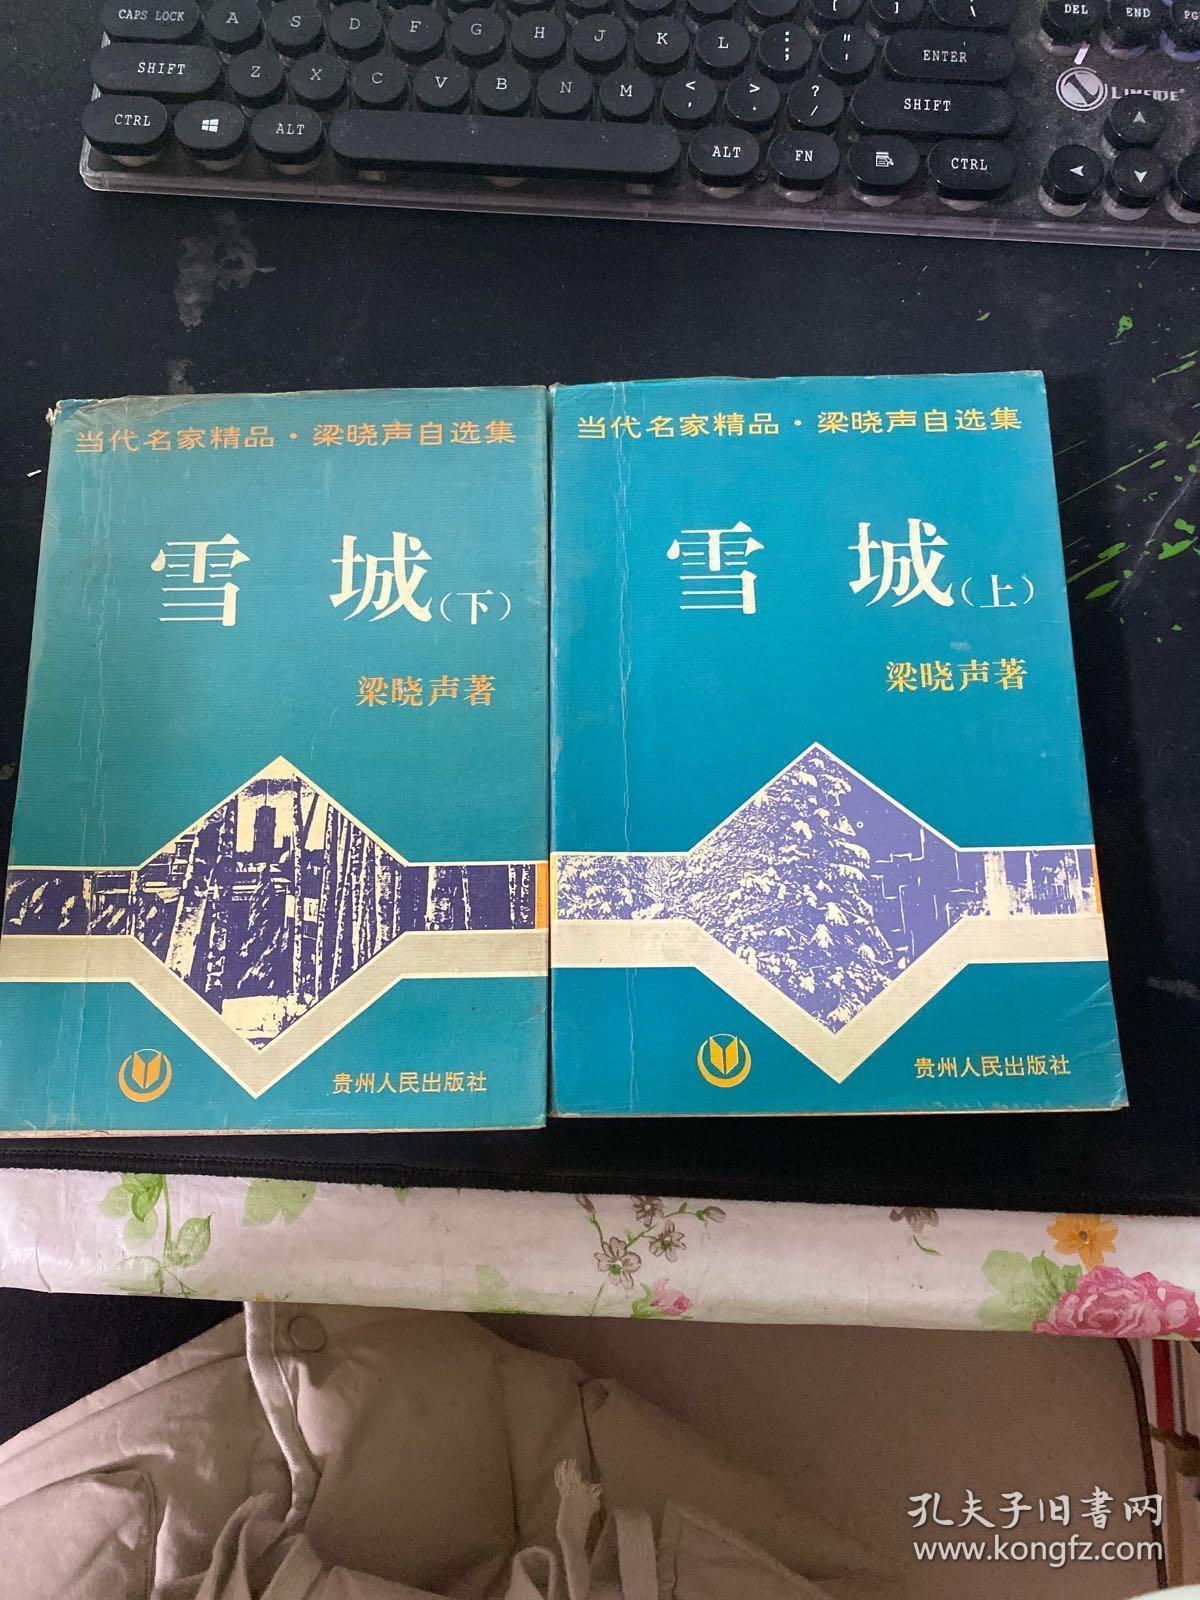 CAPS LOCK A S D F G H J K L : ; " ' ENTER
[ ] \
DEL END
SHIFT Z X C V B N M < , > . ? / SHIFT
CTRL ALT ALT FN CTRL
当代名家精品·梁晓声自选集
雪城(下)
梁晓声著
贵州人民出版社
当代名家精品·梁晓声自选集
雪城(上)
梁晓声著
贵州人民出版社
孔夫子旧书网
www.kongfz.com